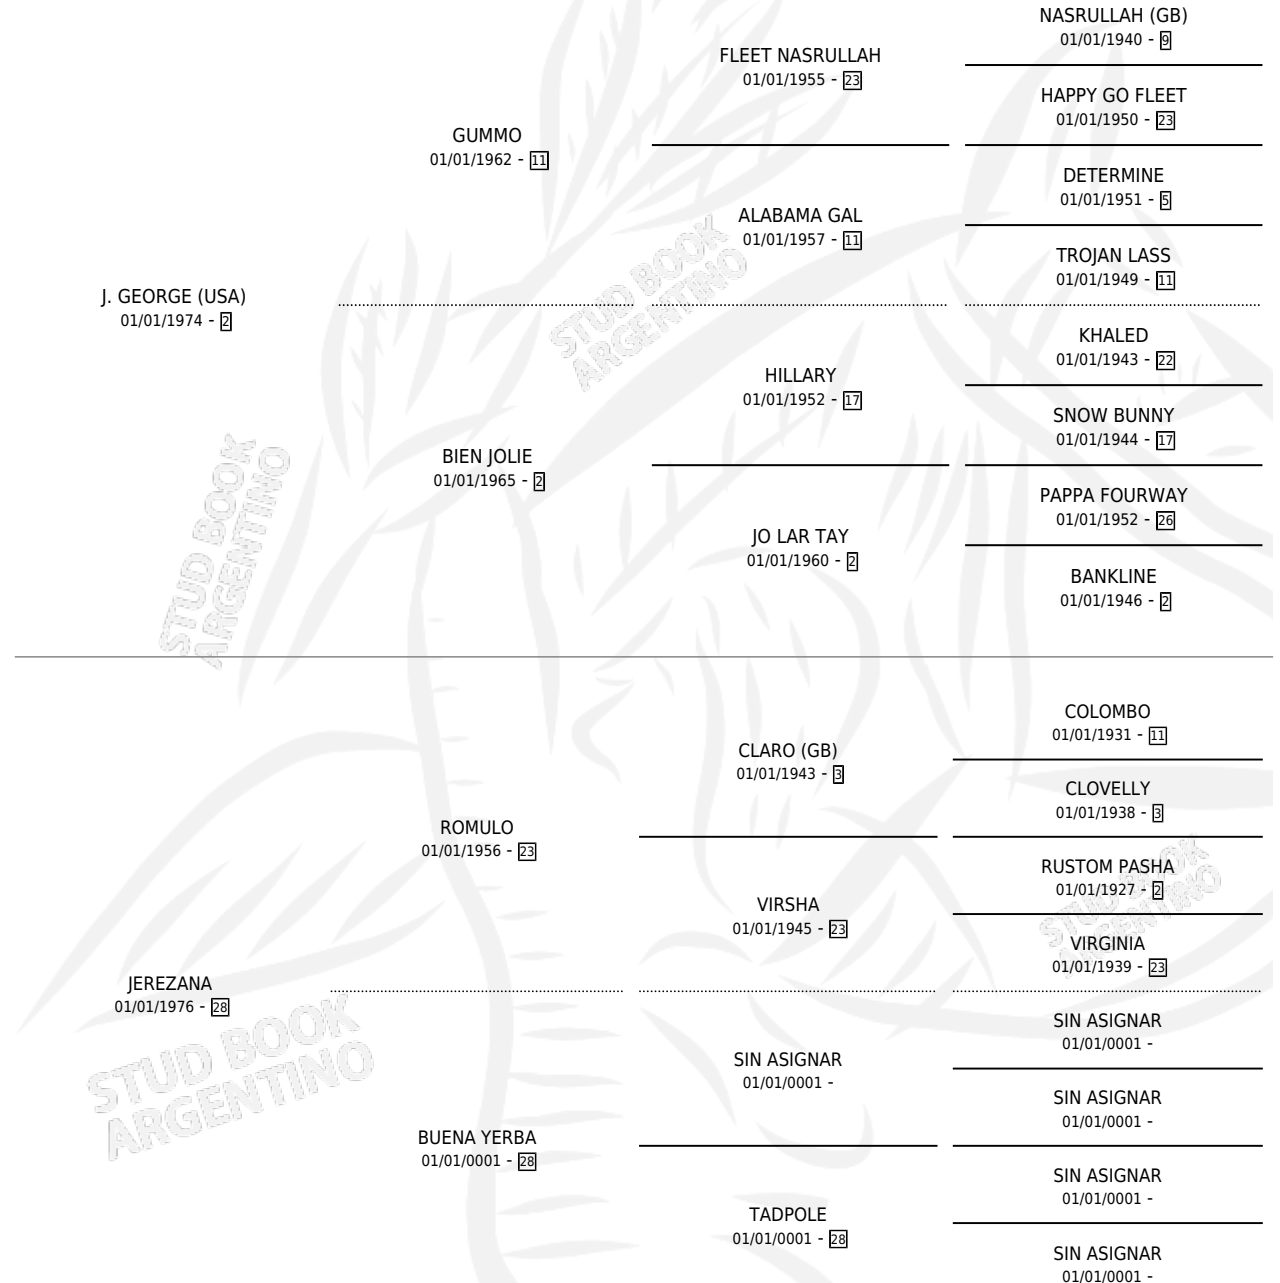 NASRULLAH (GB)
01/01/1940 - 9
FLEET NASRULLAH
01/01/1955 - 23
HAPPY GO FLEET
01/01/1950 - 23
GUMMO
01/01/1962 - 11
DETERMINE
01/01/1951 - 5
ALABAMA GAL
01/01/1957 - 11
TROJAN LASS
01/01/1949 - 11
J. GEORGE (USA)
01/01/1974 - 2
KHALED
01/01/1943 - 22
HILLARY
01/01/1952 - 17
SNOW BUNNY
01/01/1944 - 17
BIEN JOLIE
01/01/1965 - 2
PAPPA FOURWAY
01/01/1952 - 26
JO LAR TAY
01/01/1960 - 2
BANKLINE
01/01/1946 - 2
COLOMBO
01/01/1931 - 11
CLARO (GB)
01/01/1943 - 3
CLOVELLY
01/01/1938 - 3
ROMULO
01/01/1956 - 23
RUSTOM PASHA
01/01/1927 - 2
VIRSHA
01/01/1945 - 23
VIRGINIA
01/01/1939 - 23
JEREZANA
01/01/1976 - 28
SIN ASIGNAR
01/01/0001 -
SIN ASIGNAR
01/01/0001 -
SIN ASIGNAR
01/01/0001 -
BUENA YERBA
01/01/0001 - 28
SIN ASIGNAR
01/01/0001 -
TADPOLE
01/01/0001 - 28
SIN ASIGNAR
01/01/0001 -
STUD BOOK
ARGENTINO
STUD BOOK
ARGENTINO
STUD BOOK
ARGENTINO
STUD BOOK
ARGENTINO